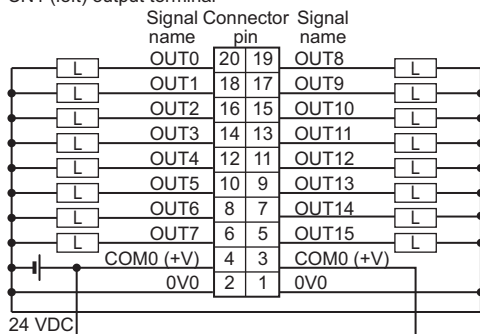 CN1 (left) output terminal
Signal name Connector pin Signal name
L OUT0 20 19 OUT8 L
L OUT1 18 17 OUT9 L
L OUT2 16 15 OUT10 L
L OUT3 14 13 OUT11 L
L OUT4 12 11 OUT12 L
L OUT5 10 9 OUT13 L
L OUT6 8 7 OUT14 L
L OUT7 6 5 OUT15 L
COM0 (+V) 4 3 COM0 (+V)
0V0 2 1 0V0
24 VDC